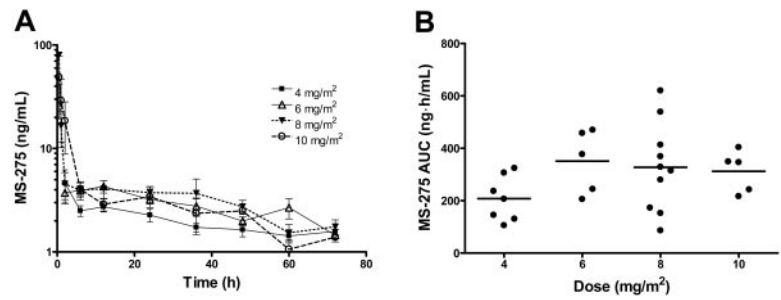 A
B
MS-275 (ng/mL)
100
10
1
4 mg/m²
6 mg/m²
8 mg/m²
10 mg/m²
0
20
40
60
80
Time (h)
MS-275 AUC (ng·h/mL)
800
600
400
200
0
4
6
8
10
Dose (mg/m²)